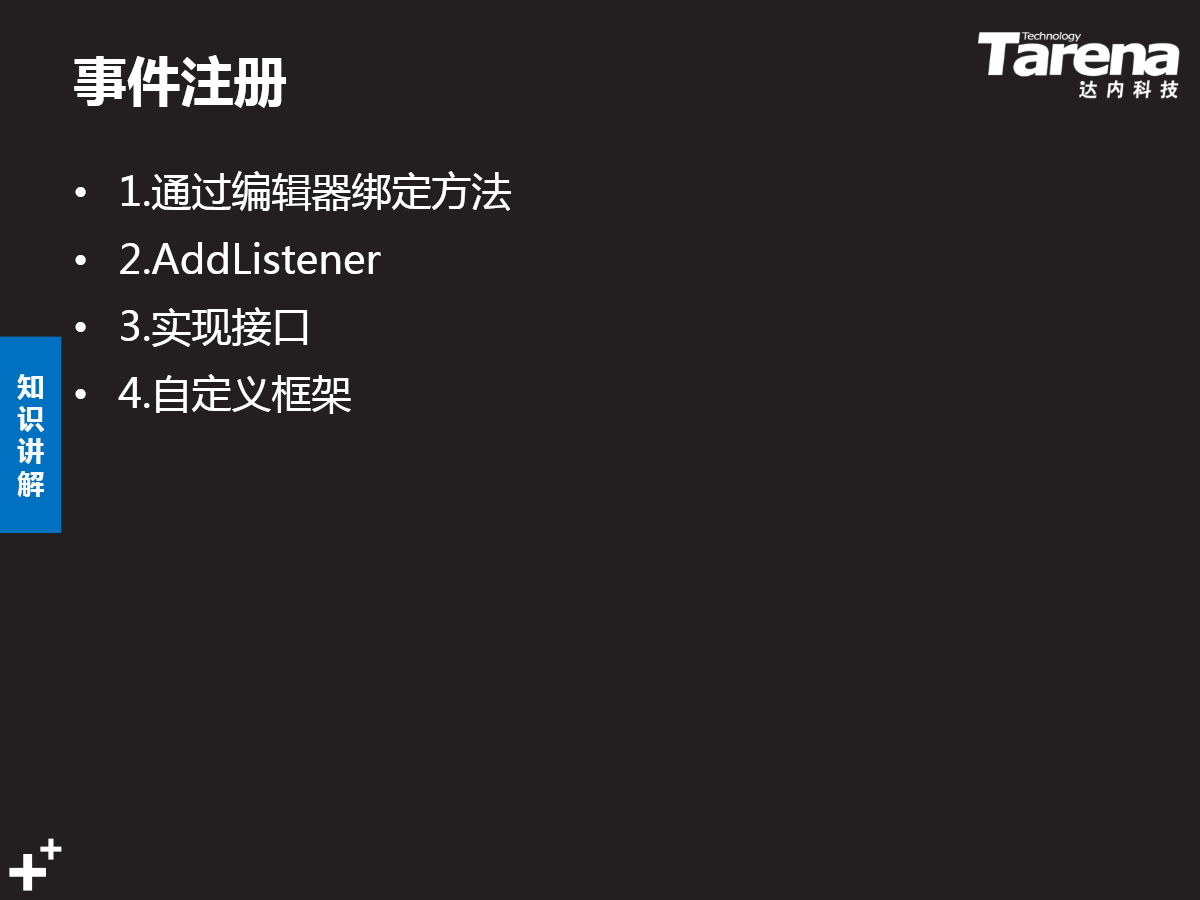 事件注册
Technology
Tarena
达内科技
• 1.通过编辑器绑定方法
• 2.AddListener
• 3.实现接口
• 4.自定义框架
知
识
讲
解